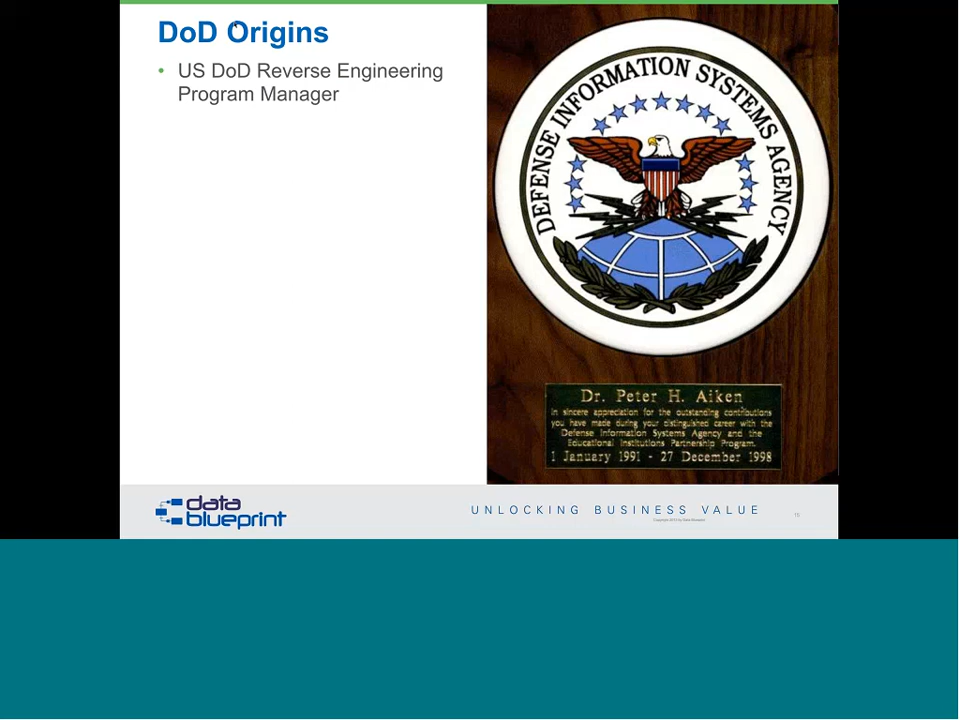 DoD Origins
• US DoD Reverse Engineering
Program Manager
DEFENSE INFORMATION SYSTEMS AGENCY
Dr. Peter H. Aiken
In sincere appreciation for the outstanding contributions
you have made during your distinguished career with the
Defense Information Systems Agency and the
Educational Institutions Partnership Program.
1 January 1991 - 27 December 1998
data
blueprint
UNLOCKING BUSINESS VALUE